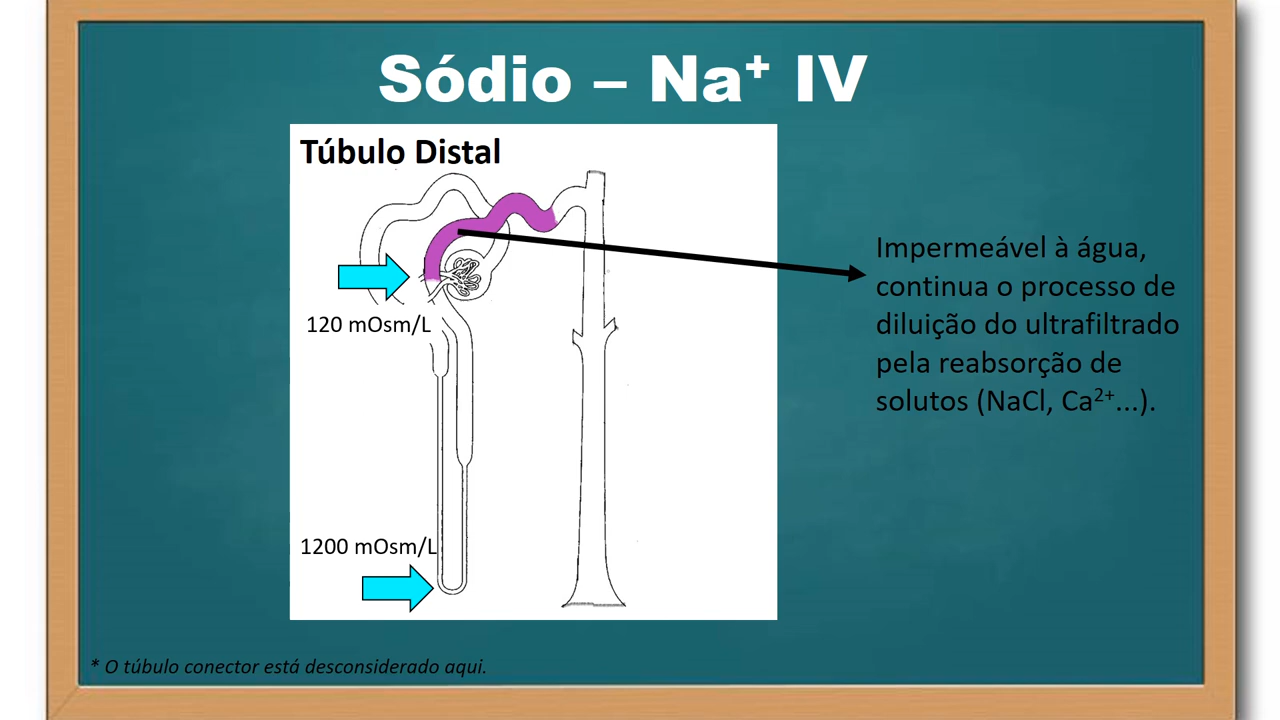 Sódio – Na⁺ IV
Túbulo Distal
120 mOsm/L
1200 mOsm/L
Impermeável à água,
continua o processo de
diluição do ultrafiltrado
pela reabsorção de
solutos (NaCl, Ca²⁺...).
* O túbulo conector está desconsiderado aqui.